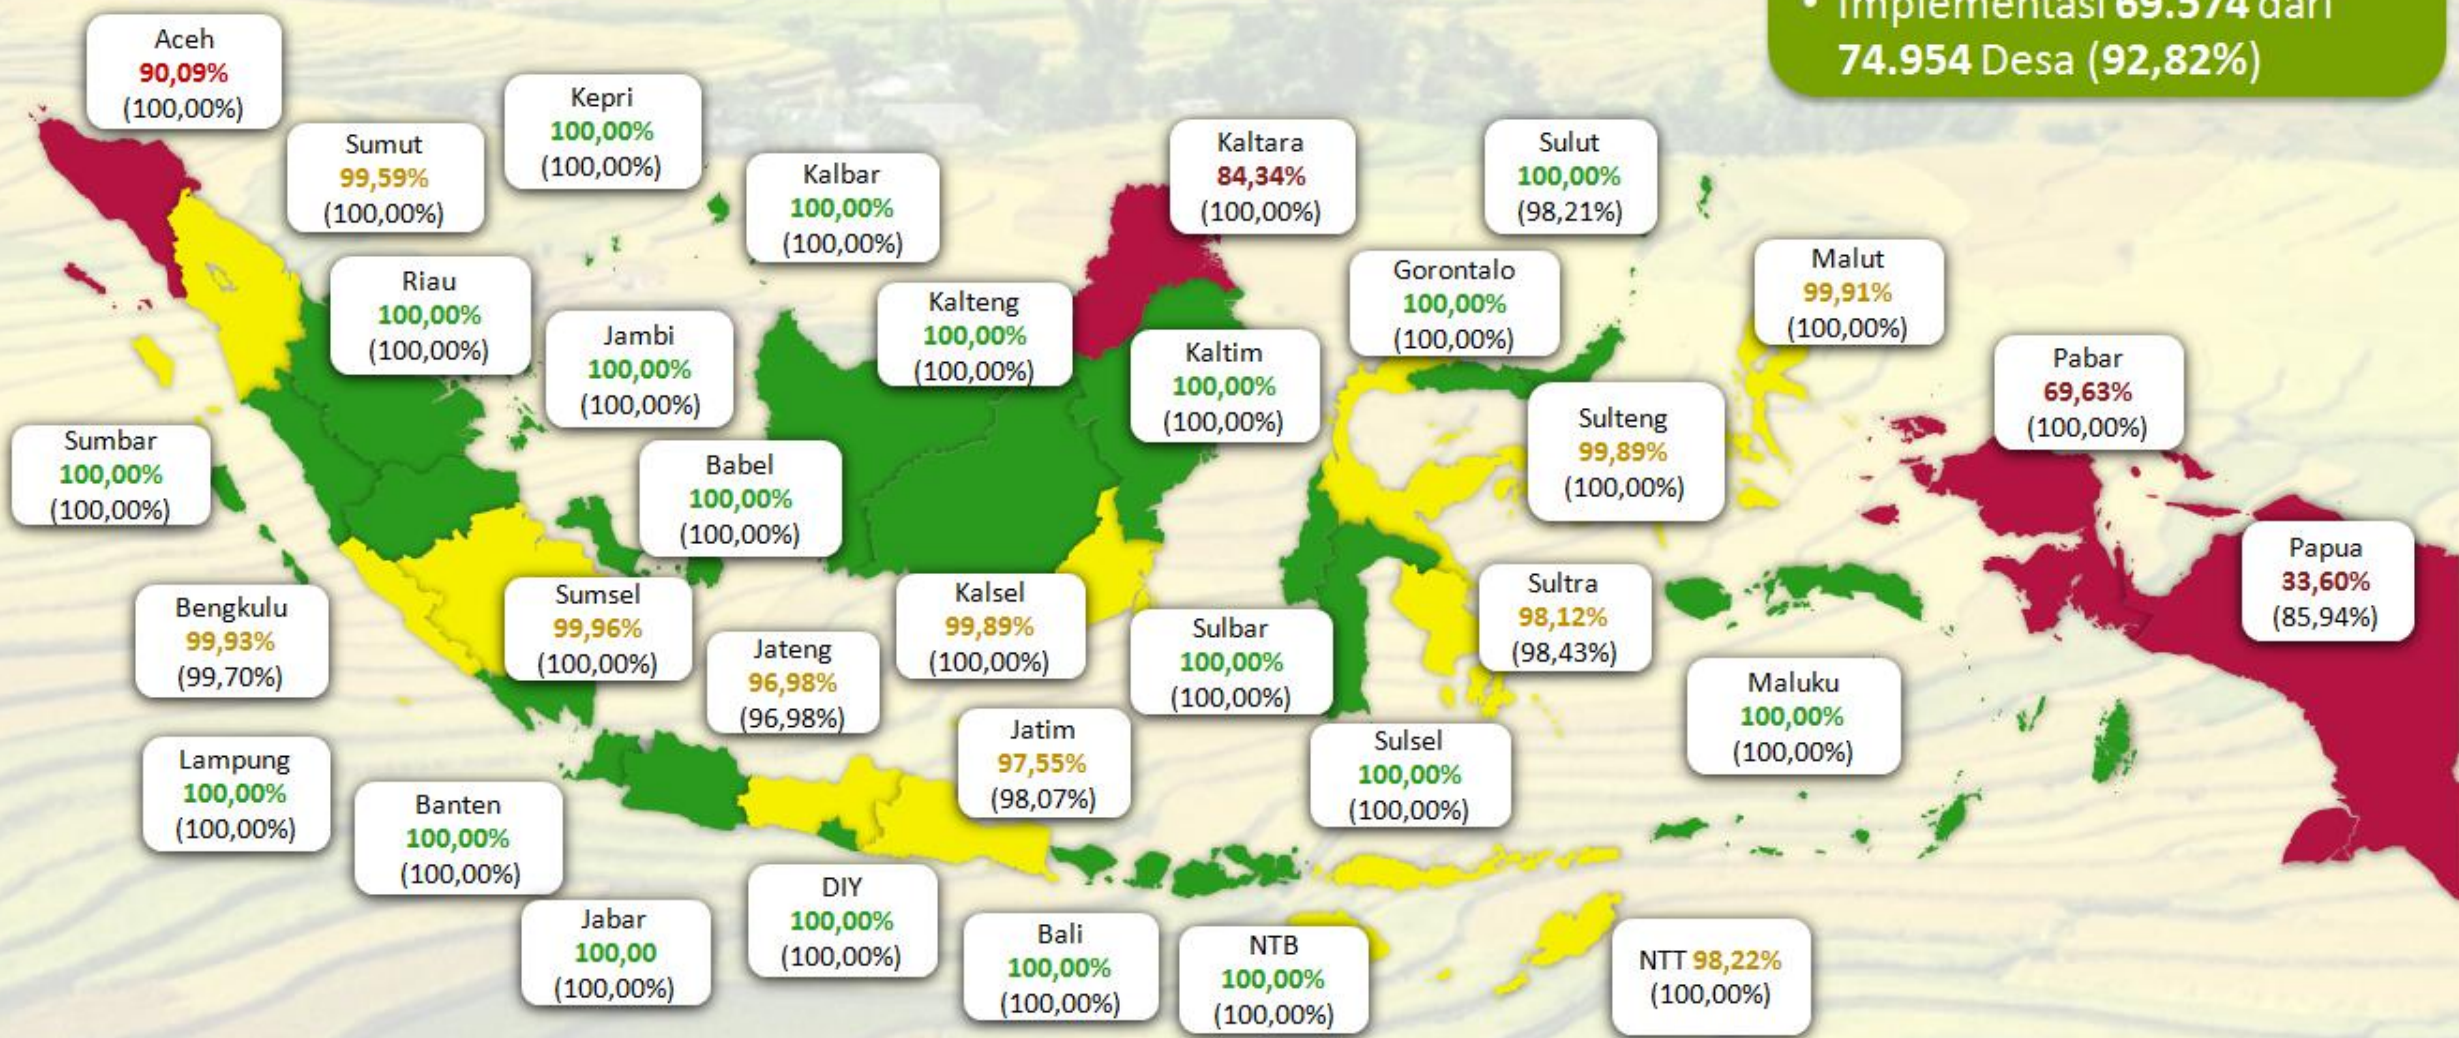 • Implementasi 69.574 dari
74.954 Desa (92,82%)
Aceh
90,09%
(100,00%)
Sumut
99,59%
(100,00%)
Kepri
100,00%
(100,00%)
Kalbar
100,00%
(100,00%)
Kaltara
84,34%
(100,00%)
Sulut
100,00%
(98,21%)
Riau
100,00%
(100,00%)
Jambi
100,00%
(100,00%)
Kalteng
100,00%
(100,00%)
Kaltim
100,00%
(100,00%)
Gorontalo
100,00%
(100,00%)
Malut
99,91%
(100,00%)
Pabar
69,63%
(100,00%)
Sumbar
100,00%
(100,00%)
Babel
100,00%
(100,00%)
Sulteng
99,89%
(100,00%)
Papua
33,60%
(85,94%)
Bengkulu
99,93%
(99,70%)
Sumsel
99,96%
(100,00%)
Jateng
96,98%
(96,98%)
Kalsel
99,89%
(100,00%)
Sulbar
100,00%
(100,00%)
Sultra
98,12%
(98,43%)
Maluku
100,00%
(100,00%)
Lampung
100,00%
(100,00%)
Banten
100,00%
(100,00%)
Jatim
97,55%
(98,07%)
Sulsel
100,00%
(100,00%)
Jabar
100,00
(100,00%)
DIY
100,00%
(100,00%)
Bali
100,00%
(100,00%)
NTB
100,00%
(100,00%)
NTT 98,22%
(100,00%)